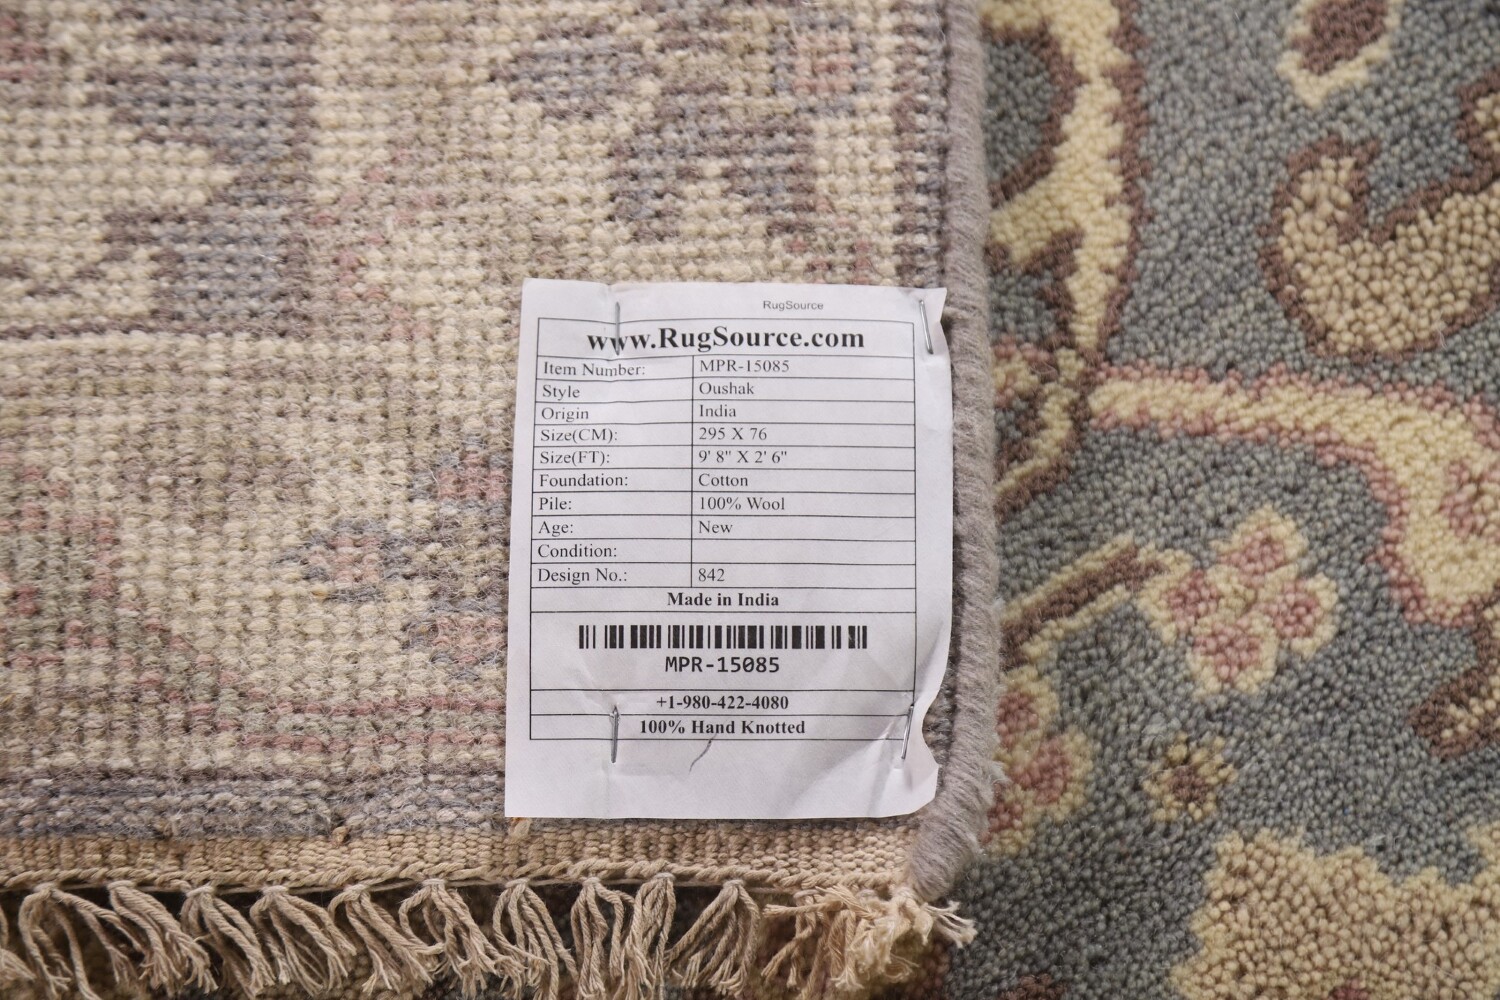 RugSource
www.RugSource.com
Item Number: MPR-15085
Style Oushak
Origin India
Size(CM): 295 X 76
Size(FT): 9' 8" X 2' 6"
Foundation: Cotton
Pile: 100% Wool
Age: New
Condition:
Design No.: 842
Made in India
MPR-15085
+1-980-422-4080
100% Hand Knotted